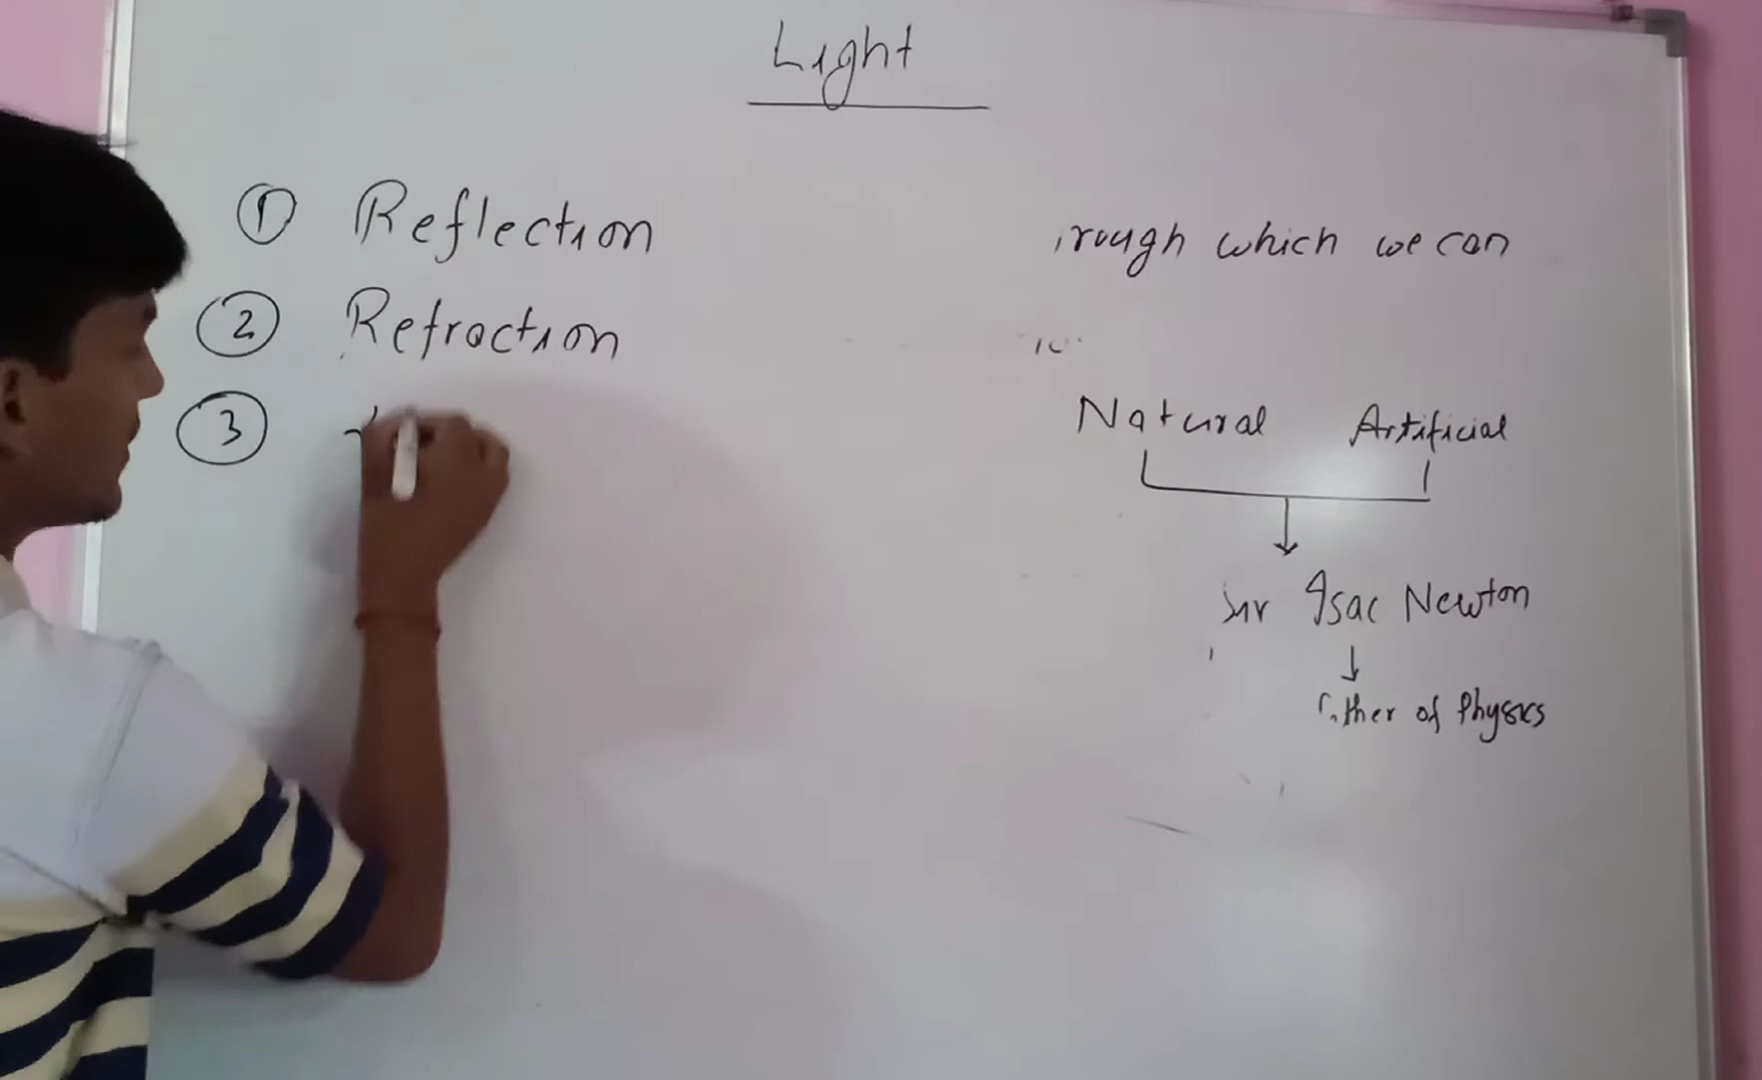 Light
① Reflection
② Refraction
③
rough which we can
Natural Artificial
Sir Isac Newton
ther of Physics